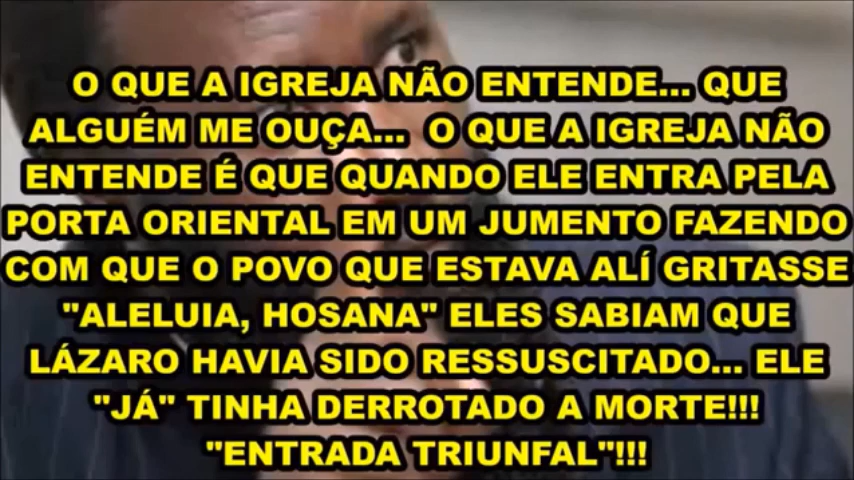 O QUE A IGREJA NÃO ENTENDE... QUE
ALGUÉM ME OUÇA... O QUE A IGREJA NÃO
ENTENDE É QUE QUANDO ELE ENTRA PELA
PORTA ORIENTAL EM UM JUMENTO FAZENDO
COM QUE O POVO QUE ESTAVA ALÍ GRITASSE
"ALELUIA, HOSANA" ELES SABIAM QUE
LÁZARO HAVIA SIDO RESSUSCITADO... ELE
"JÁ" TINHA DERROTADO A MORTE!!!
"ENTRADA TRIUNFAL"!!!